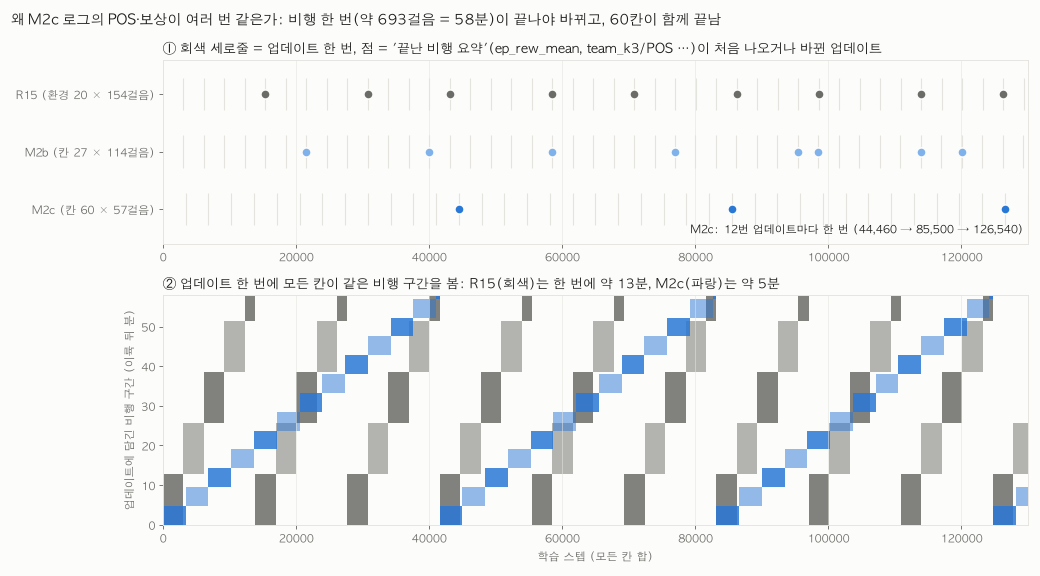 왜 M2c 로그의 POS·보상이 여러 번 같은가: 비행 한 번(약 693걸음 = 58분)이 끝나야 바뀌고, 60칸이 함께 끝남
① 회색 세로줄 = 업데이트 한 번, 점 = ‘끝난 비행 요약’(ep_rew_mean, team_k3/POS …)이 처음 나오거나 바뀐 업데이트
R15 (환경 20 × 154걸음)
M2b (칸 27 × 114걸음)
M2c (칸 60 × 57걸음)
M2c: 12번 업데이트마다 한 번 (44,460 → 85,500 → 126,540)
0 20000 40000 60000 80000 100000 120000
② 업데이트 한 번에 모든 칸이 같은 비행 구간을 봄: R15(회색)는 한 번에 약 13분, M2c(파랑)는 약 5분
업데이트에 담긴 비행 구간 (이륙 뒤 분)
50
40
30
20
10
0
0 20000 40000 60000 80000 100000 120000
학습 스텝 (모든 칸 합)